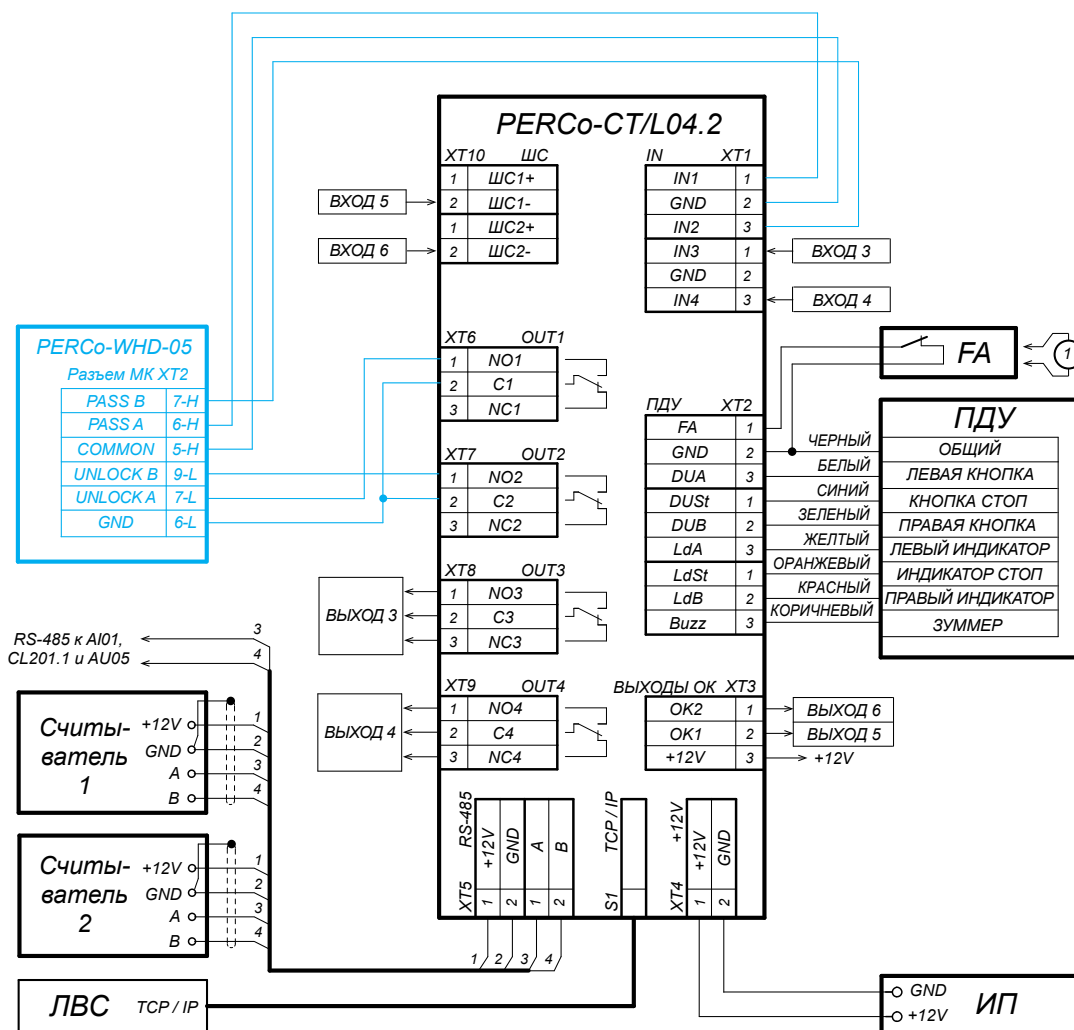 PERCo-CT/L04.2
XT10 ШС
1 ШС1+
2 ШС1-
1 ШС2+
2 ШС2-
ВХОД 5
ВХОД 6
IN XT1
IN1 1
GND 2
IN2 3
IN3 1
GND 2
IN4 3
ВХОД 3
ВХОД 4
PERCo-WHD-05
Разъем МК XT2
PASS B 7-H
PASS A 6-H
COMMON 5-H
UNLOCK B 9-L
UNLOCK A 7-L
GND 6-L
XT6 OUT1
1 NO1
2 C1
3 NC1
XT7 OUT2
1 NO2
2 C2
3 NC2
XT8 OUT3
1 NO3
2 C3
3 NC3
ВЫХОД 3
XT9 OUT4
1 NO4
2 C4
3 NC4
ВЫХОД 4
FA
1
ПДУ XT2
FA 1
GND 2
DUA 3
DUSt 1
DUB 2
LdA 3
LdSt 1
LdB 2
Buzz 3
ЧЕРНЫЙ
БЕЛЫЙ
СИНИЙ
ЗЕЛЕНЫЙ
ЖЕЛТЫЙ
ОРАНЖЕВЫЙ
КРАСНЫЙ
КОРИЧНЕВЫЙ
ПДУ
ОБЩИЙ
ЛЕВАЯ КНОПКА
КНОПКА СТОП
ПРАВАЯ КНОПКА
ЛЕВЫЙ ИНДИКАТОР
ИНДИКАТОР СТОП
ПРАВЫЙ ИНДИКАТОР
ЗУММЕР
ВЫХОДЫ ОК XT3
OK2 1
OK1 2
+12V 3
ВЫХОД 6
ВЫХОД 5
+12V
RS-485 к AI01,
CL201.1 и AU05
3
4
Считы-
ватель
1
+12V 1
GND 2
A 3
B 4
Считы-
ватель
2
+12V 1
GND 2
A 3
B 4
XT5 RS-485
1 +12V
2 GND
1 A
2 B
1 2 3 4
S1 TCP / IP
XT4 +12V
1 +12V
2 GND
ЛВС TCP / IP
ИП
GND
+12V